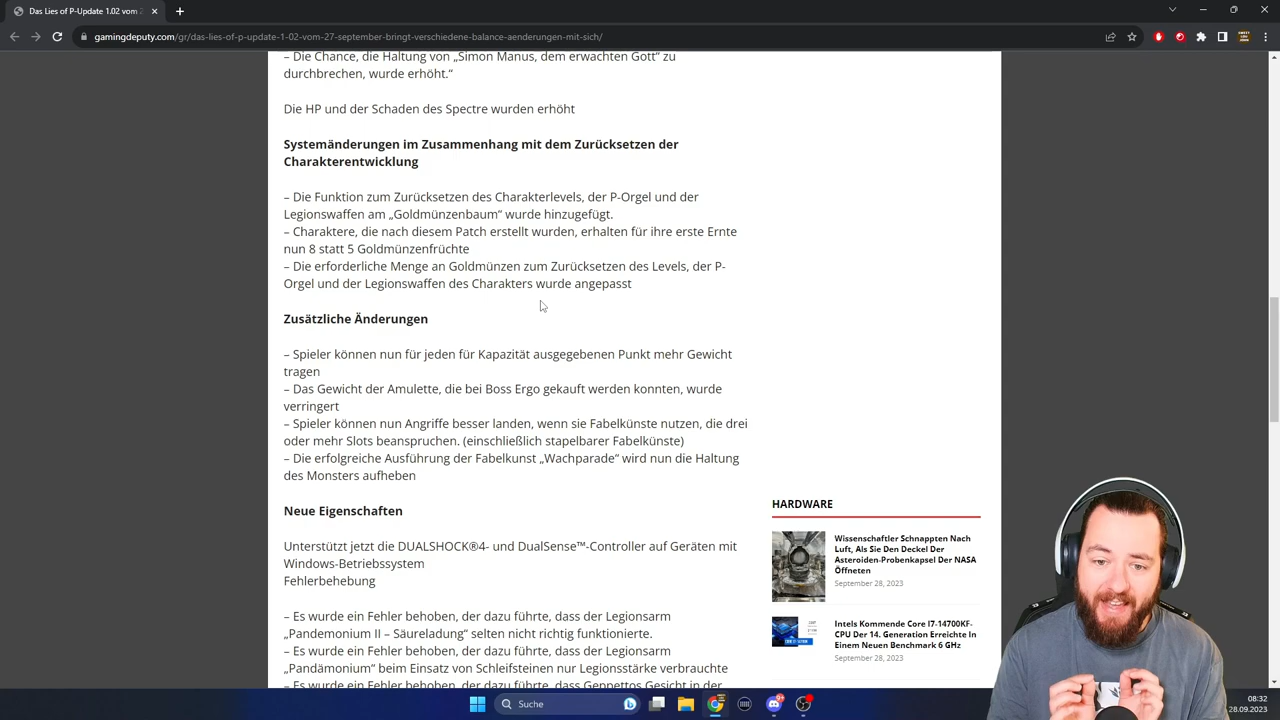 Das Lies of P-Update 1-02 vom 2
gamingdeputy.com/gr/das-lies-of-p-update-1-02-vom-27-september-bringt-verschiedene-balance-aenderungen-mit-sich/
– Die Chance, die Haltung von „Simon Manus, dem erwachten Gott“ zu
durchbrechen, wurde erhöht.“
Die HP und der Schaden des Spectre wurden erhöht
Systemänderungen im Zusammenhang mit dem Zurücksetzen der
Charakterentwicklung
– Die Funktion zum Zurücksetzen des Charakterlevels, der P-Orgel und der
Legionswaffen am „Goldmünzenbaum“ wurde hinzugefügt.
– Charaktere, die nach diesem Patch erstellt wurden, erhalten für ihre erste Ernte
nun 8 statt 5 Goldmünzenfrüchte
– Die erforderliche Menge an Goldmünzen zum Zurücksetzen des Levels, der P-
Orgel und der Legionswaffen des Charakters wurde angepasst
Zusätzliche Änderungen
– Spieler können nun für jeden für Kapazität ausgegebenen Punkt mehr Gewicht
tragen
– Das Gewicht der Amulette, die bei Boss Ergo gekauft werden konnten, wurde
verringert
– Spieler können nun Angriffe besser landen, wenn sie Fabelkünste nutzen, die drei
oder mehr Slots beanspruchen. (einschließlich stapelbarer Fabelkünste)
– Die erfolgreiche Ausführung der Fabelkunst „Wachparade“ wird nun die Haltung
des Monsters aufheben
Neue Eigenschaften
Unterstützt jetzt die DUALSHOCK®4- und DualSense™-Controller auf Geräten mit
Windows-Betriebssystem
Fehlerbehebung
– Es wurde ein Fehler behoben, der dazu führte, dass der Legionsarm
„Pandemonium II – Säureladung“ selten nicht richtig funktionierte.
– Es wurde ein Fehler behoben, der dazu führte, dass der Legionsarm
„Pandämonium“ beim Einsatz von Schleifsteinen nur Legionsstärke verbrauchte
– Es wurde ein Fehler behoben, der dazu führte, dass Geppettos Gesicht in der
HARDWARE
Wissenschaftler Schnappten Nach
Luft, Als Sie Den Deckel Der
Asteroiden-Probenkapsel Der NASA
Öffneten
September 28, 2023
Intels Kommende Core I7-14700KF-
CPU Der 14. Generation Erreichte In
Einem Neuen Benchmark 6 GHz
September 28, 2023
Suche
08:32
28.09.2023